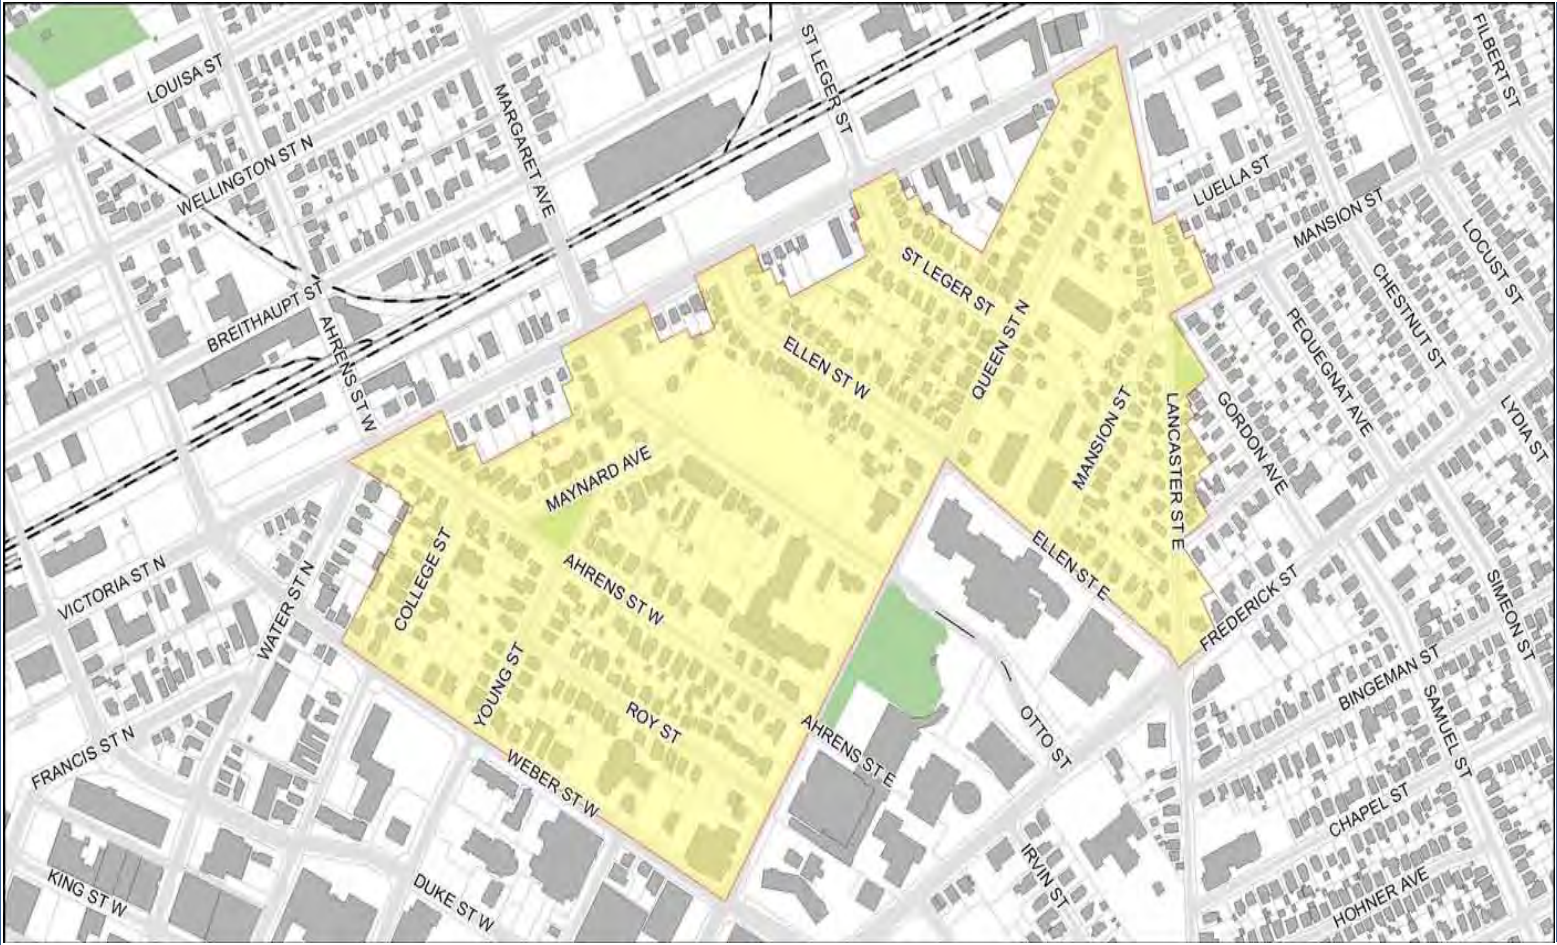 LOUISA ST
WELLINGTON ST N
MARGARET AVE
ST LEGER ST
FILBERT ST
LUELLA ST
MANSION ST
LOCUST ST
CHESTNUT ST
PEQUEGNAT AVE
LYDIA ST
BREITHAUPT ST
AHRENS ST W
ST LEGER ST
ELLEN ST W
QUEEN ST N
MANSION ST
LANCASTER ST E
GORDON AVE
MAYNARD AVE
COLLEGE ST
AHRENS ST W
ELLEN ST E
FREDERICK ST
SIMEON ST
VICTORIA ST N
WATER ST N
YOUNG ST
ROY ST
BINGEMAN ST
SAMUEL ST
FRANCIS ST N
WEBER ST W
AHRENS ST E
OTTO ST
CHAPEL ST
KING ST W
DUKE ST W
IRVIN ST
HOHNER AVE